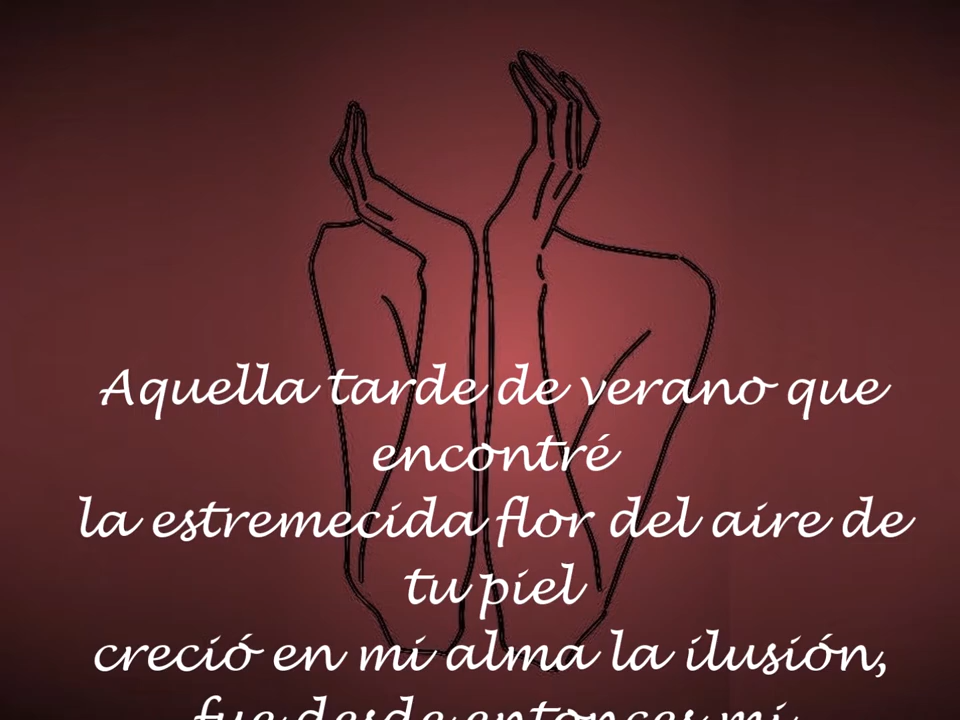 Aquella tarde de verano que
encontré
la estremecida flor del aire de
tu piel
creció en mi alma la ilusión,
fue desde entonces mi